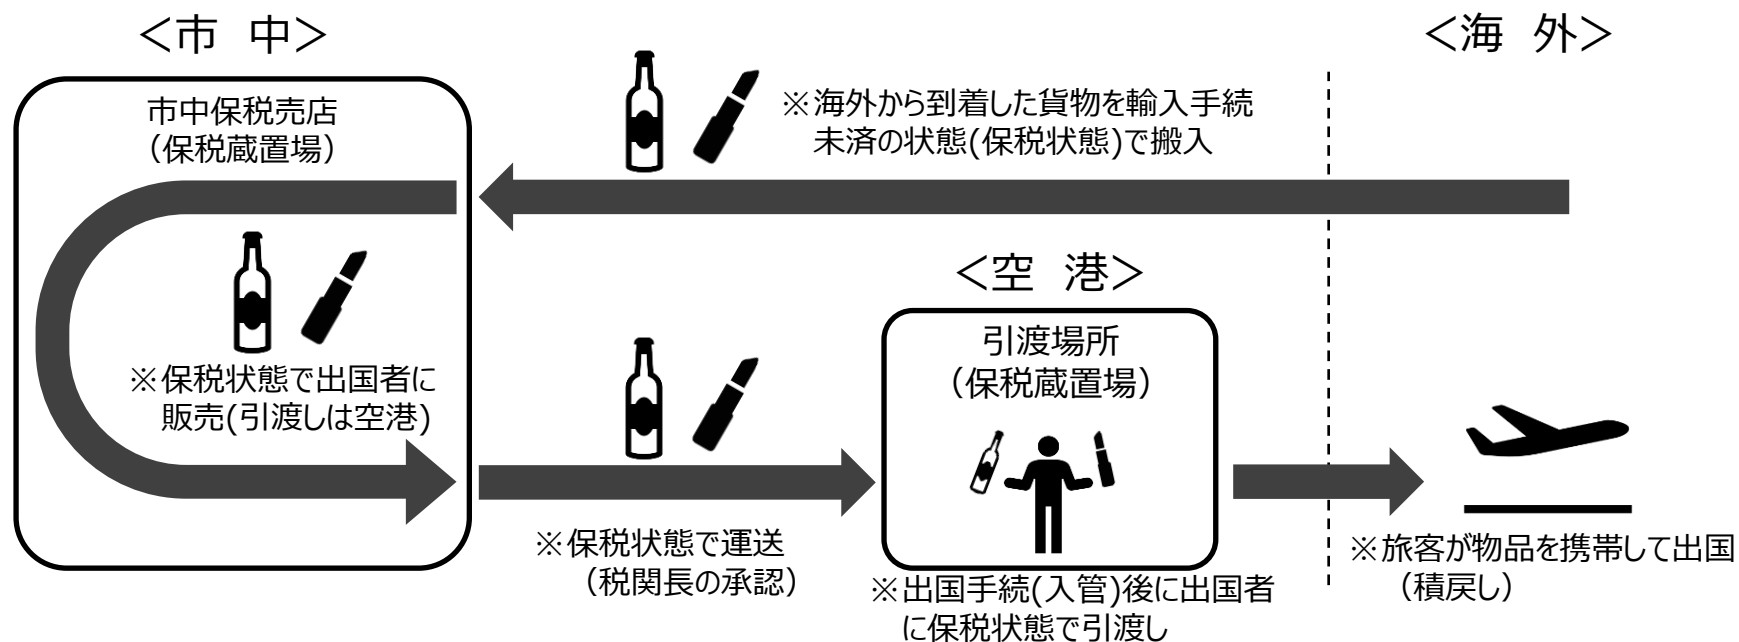 ＜市　中＞
＜海　外＞
市中保税売店
（保税蔵置場）
※海外から到着した貨物を輸入手続
未済の状態(保税状態)で搬入
＜空　港＞
引渡場所
（保税蔵置場）
※保税状態で出国者に
販売(引渡しは空港)
※保税状態で運送
（税関長の承認）
※出国手続(入管)後に出国者
に保税状態で引渡し
※旅客が物品を携帯して出国
（積戻し）